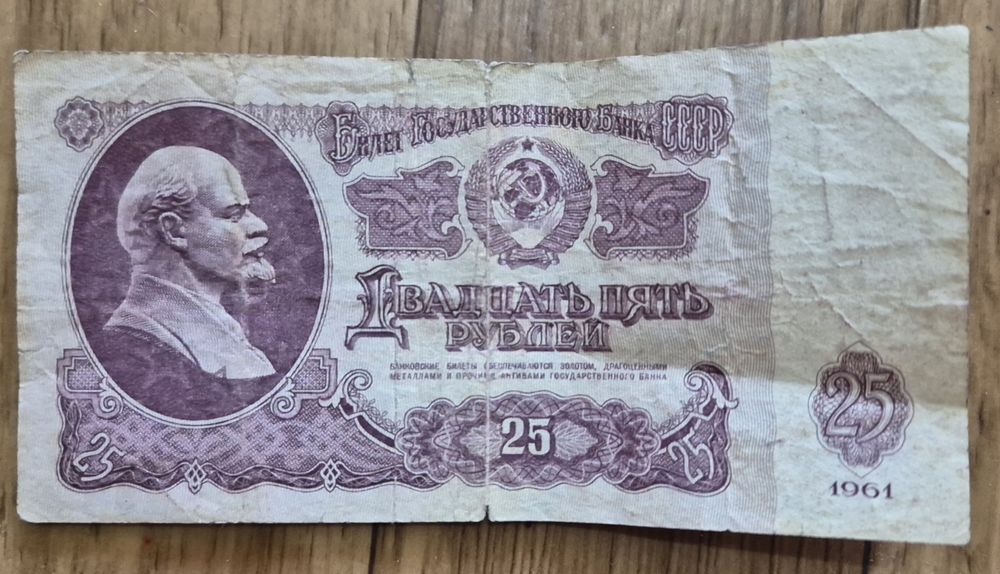 Билет Государственного Банка СССР
Двадцать пять
рублей
БАНКОВСКИЕ БИЛЕТЫ ОБЕСПЕЧИВАЮТСЯ ЗОЛОТОМ, ДРАГОЦЕННЫМИ
МЕТАЛЛАМИ И ПРОЧИМИ АКТИВАМИ ГОСУДАРСТВЕННОГО БАНКА
25
25
25
25
1961